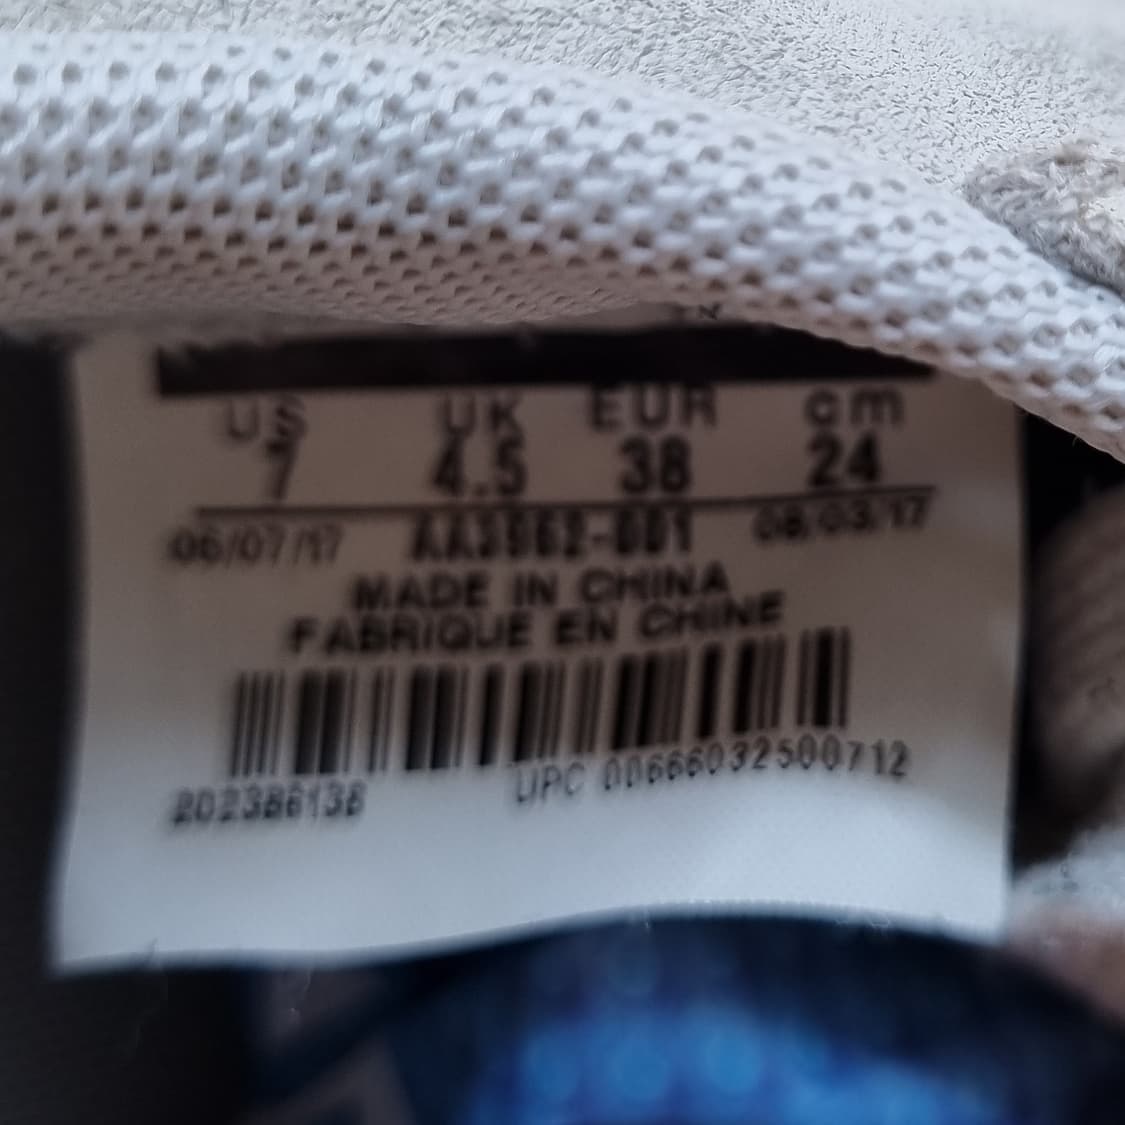 US UK EUR cm
7 4.5 38 24
06/07/17 AA3962-001 08/03/17
MADE IN CHINA
FABRIQUE EN CHINE
202386138 UPC 00666032500712